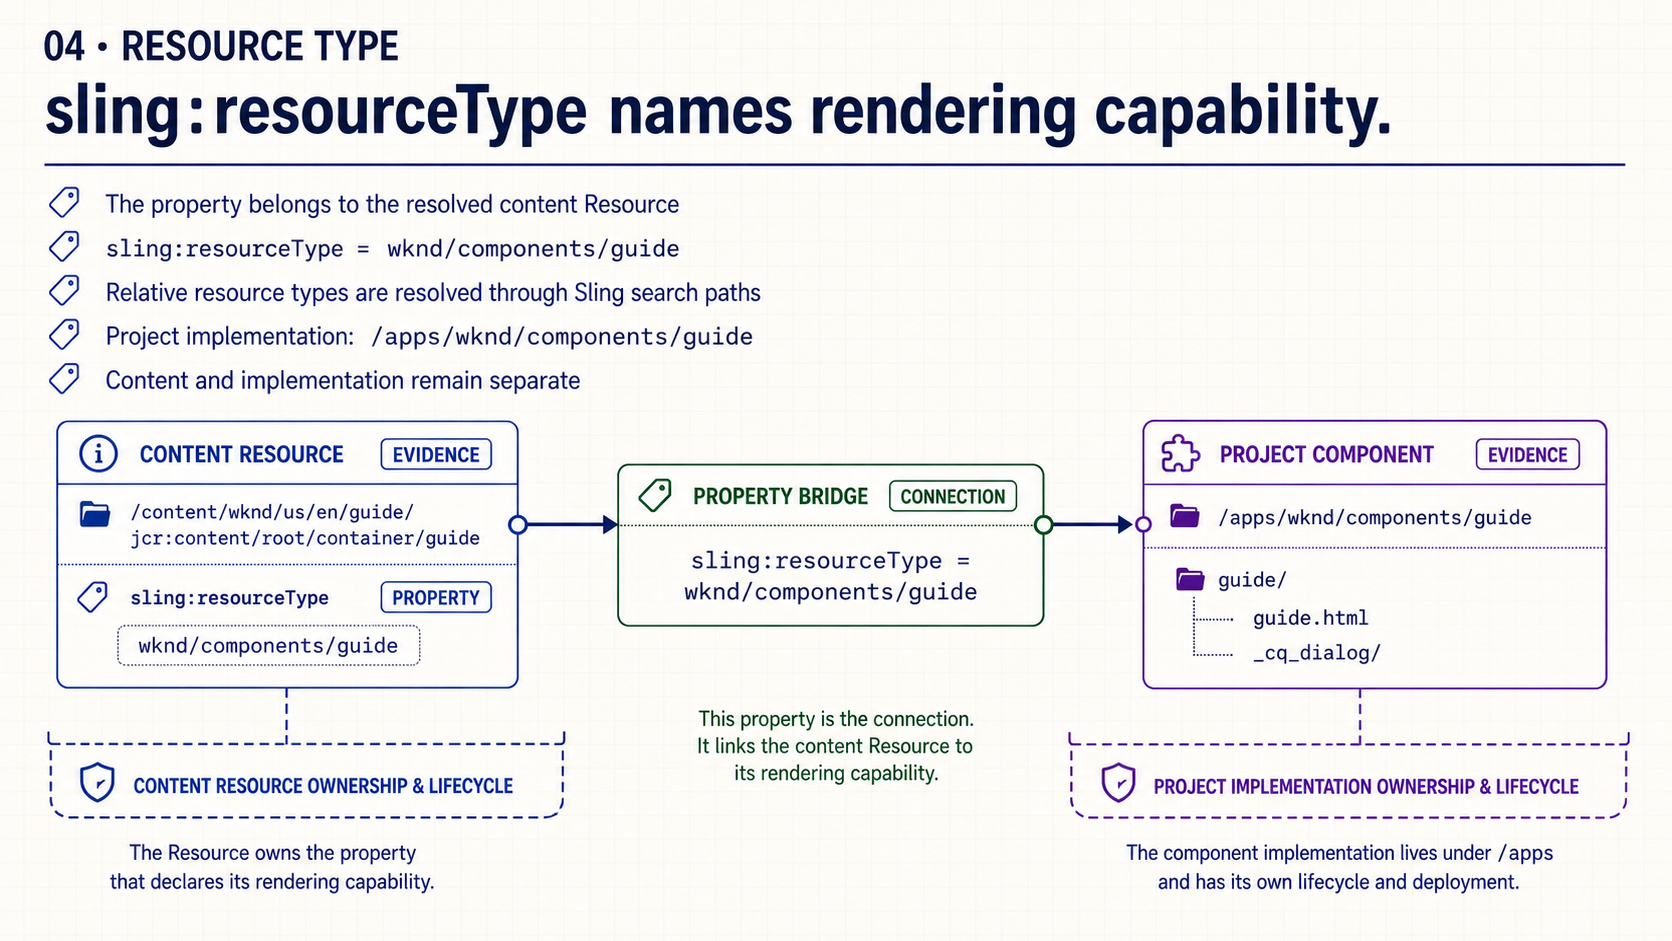 04 • RESOURCE TYPE
sling:resourceType names rendering capability.
The property belongs to the resolved content Resource
sling:resourceType = wknd/components/guide
Relative resource types are resolved through Sling search paths
Project implementation: /apps/wknd/components/guide
Content and implementation remain separate
CONTENT RESOURCE
EVIDENCE
/content/wknd/us/en/guide/
jcr:content/root/container/guide
sling:resourceType
PROPERTY
wknd/components/guide
CONTENT RESOURCE OWNERSHIP & LIFECYCLE
The Resource owns the property
that declares its rendering capability.
PROPERTY BRIDGE
CONNECTION
sling:resourceType =
wknd/components/guide
This property is the connection.
It links the content Resource to
its rendering capability.
PROJECT COMPONENT
EVIDENCE
/apps/wknd/components/guide
guide/
guide.html
_cq_dialog/
PROJECT IMPLEMENTATION OWNERSHIP & LIFECYCLE
The component implementation lives under /apps
and has its own lifecycle and deployment.